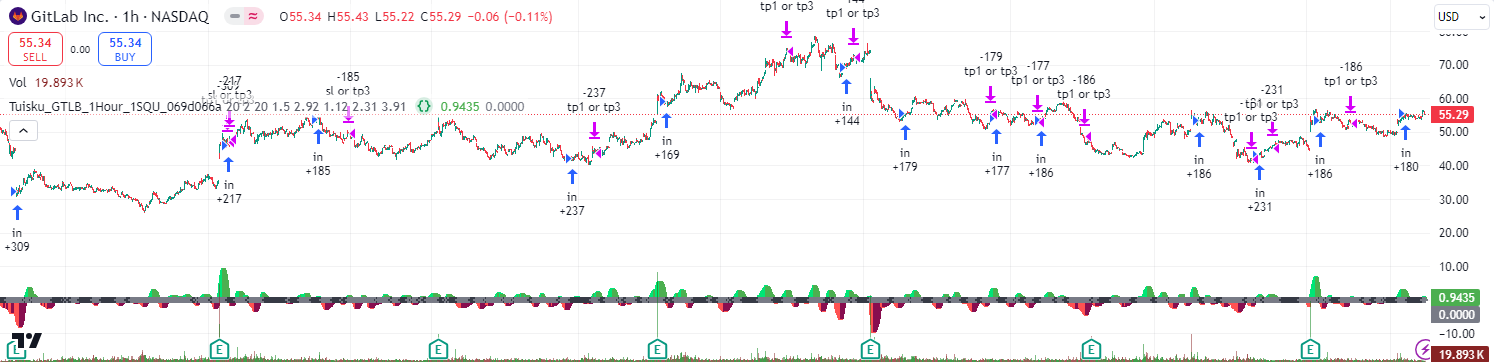 GitLab Inc. · 1h · NASDAQ
O55.34 H55.43 L55.22 C55.29 −0.06 (−0.11%)
USD
55.34
SELL
0.00
55.34
BUY
Vol 19.893 K
Tuisku_GTLB_1Hour_1SQU_069d066a 20 2 20 1.5 2.92 1.12 2.31 3.91 {} 0.9435 0.0000
tp1 or tp3
tp1 or tp3
-217
-185
sl or tp3
-237
tp1 or tp3
-179
tp1 or tp3
-177
tp1 or tp3
-186
tp1 or tp3
-231
tp1 or tp3
tp1 or tp3
-186
tp1 or tp3
in
+309
in
+217
in
+185
in
+237
in
+169
in
+144
in
+179
in
+177
in
+186
in
+186
in
+231
in
+186
in
+180
70.00
60.00
55.29
50.00
40.00
30.00
20.00
10.00
0.9435
0.0000
−10.00
19.893 K
E
E
E
E
E
E
E